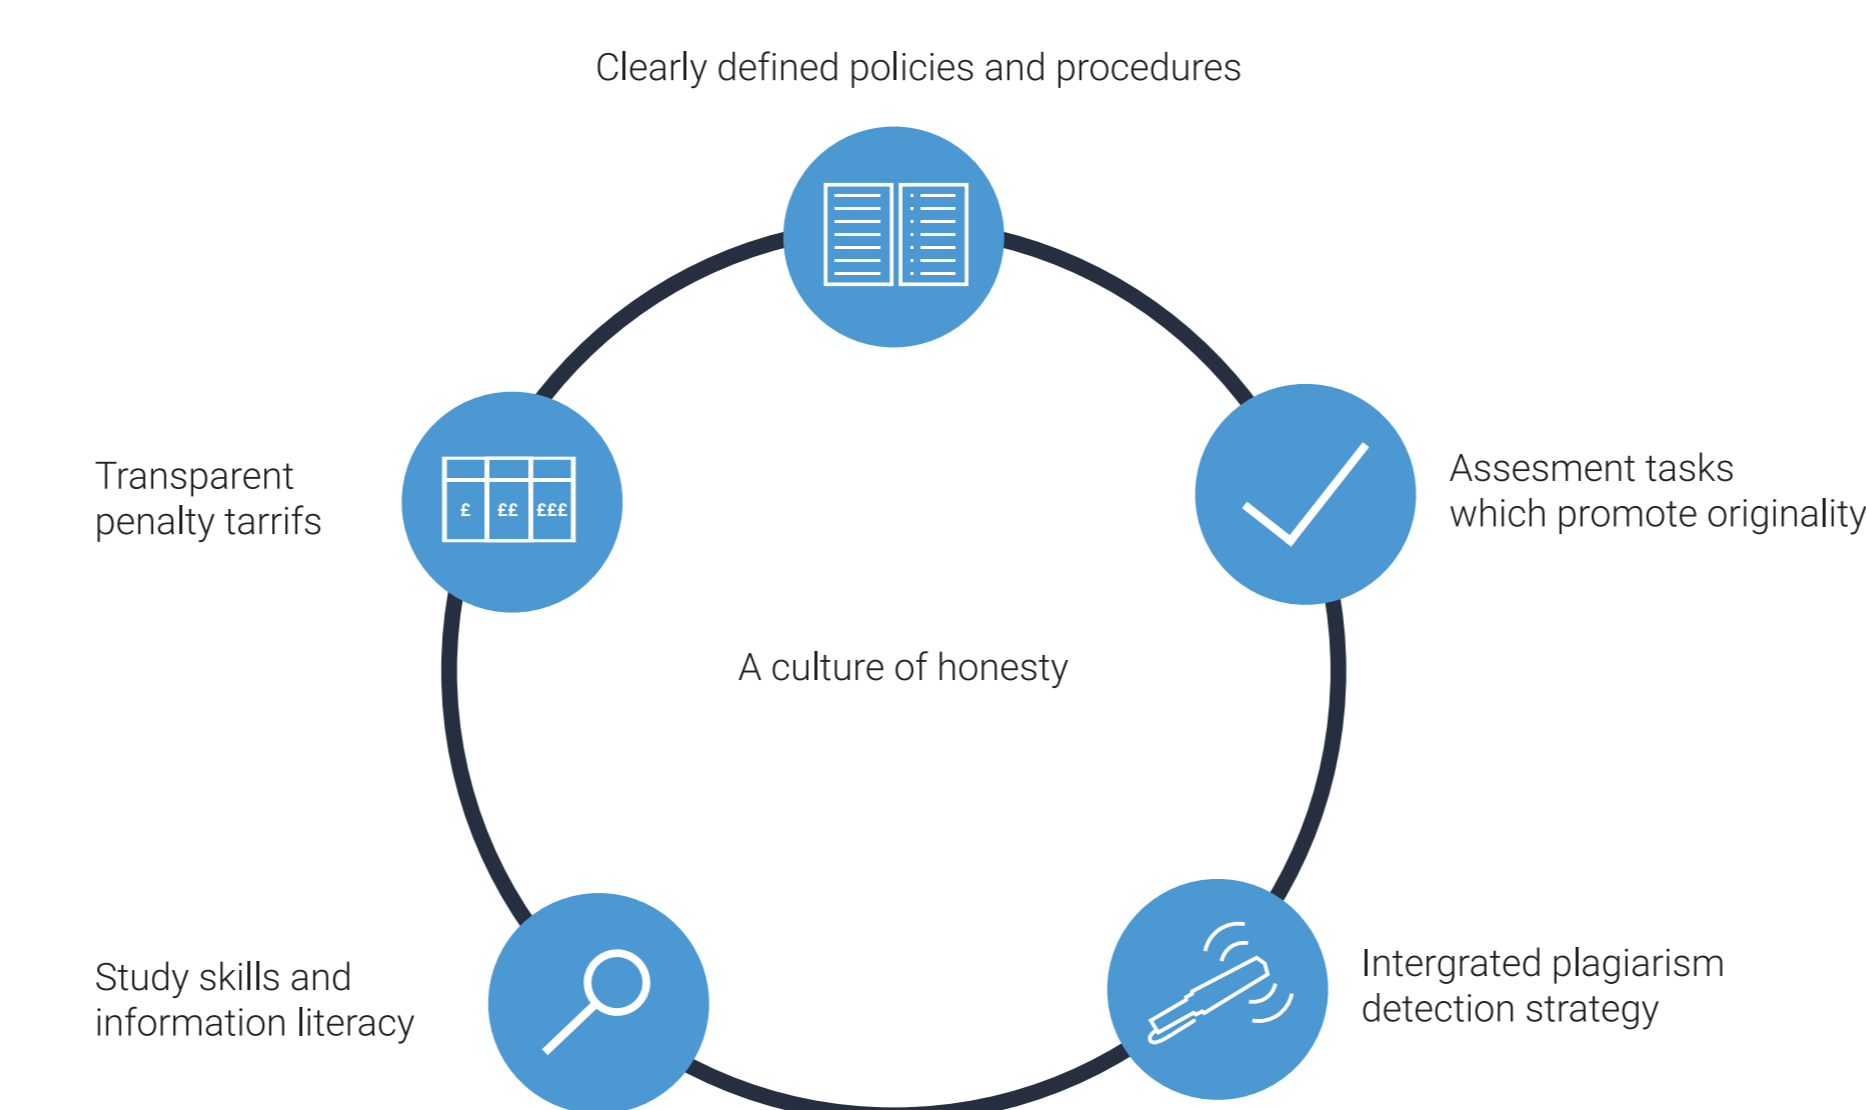 Clearly defined policies and procedures
£ ££ £££
Transparent
penalty tarrifs
Assesment tasks
which promote originality
A culture of honesty
Study skills and
information literacy
Intergrated plagiarism
detection strategy